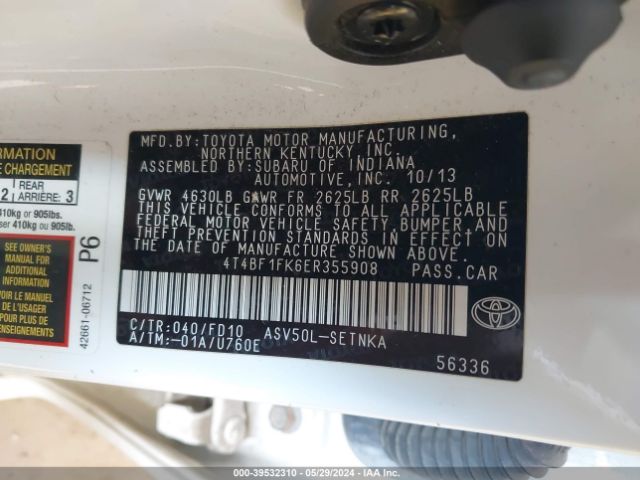 RMATION
E CHARGEMENT
2 REAR ARRIÈRE: 3
410kg or 905lbs.
ser 410kg ou 905lb.
SEE OWNER'S
MANUAL FOR
ADDITIONAL
INFORMATION
VOIR LE MANUEL
DE L'USAGER
POUR PLUS DE
RENSEIGNEMENTS
P6
42661-06712
MFD.BY:TOYOTA MOTOR MANUFACTURING,
NORTHERN KENTUCKY INC.
ASSEMBLED BY:SUBARU OF INDIANA
AUTOMOTIVE,INC. 10/13
GVWR 4630LB GAWR FR 2625LB RR 2625LB
THIS VEHICLE CONFORMS TO ALL APPLICABLE
FEDERAL MOTOR VEHICLE SAFETY,BUMPER,AND
THEFT PREVENTION STANDARDS IN EFFECT ON
THE DATE OF MANUFACTURE SHOWN ABOVE.
4T4BF1FK6ER355908 PASS.CAR
C/TR:040/FD10 ASV50L-SETNKA
A/TM:-01A/U760E
56336
TOYOTA
000-39532310 - 05/29/2024 - IAA Inc.